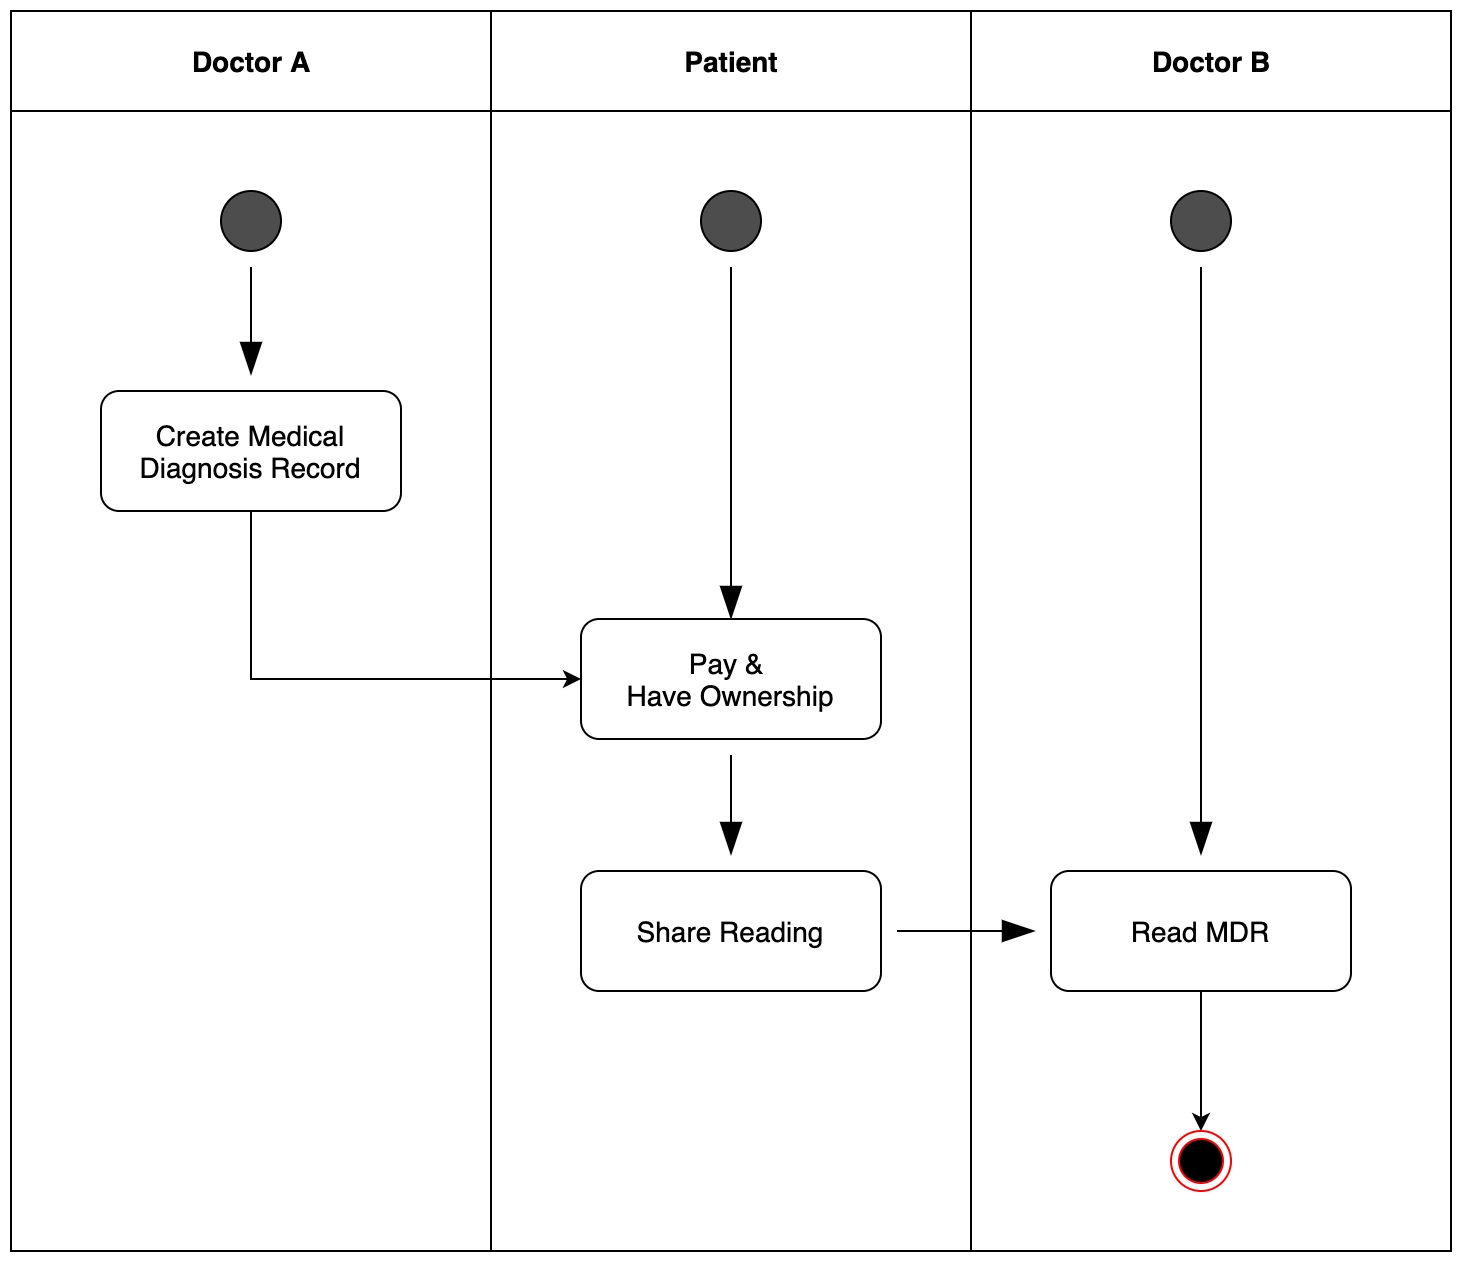 Doctor A
Patient
Doctor B
Create Medical
Diagnosis Record
Pay &
Have Ownership
Share Reading
Read MDR